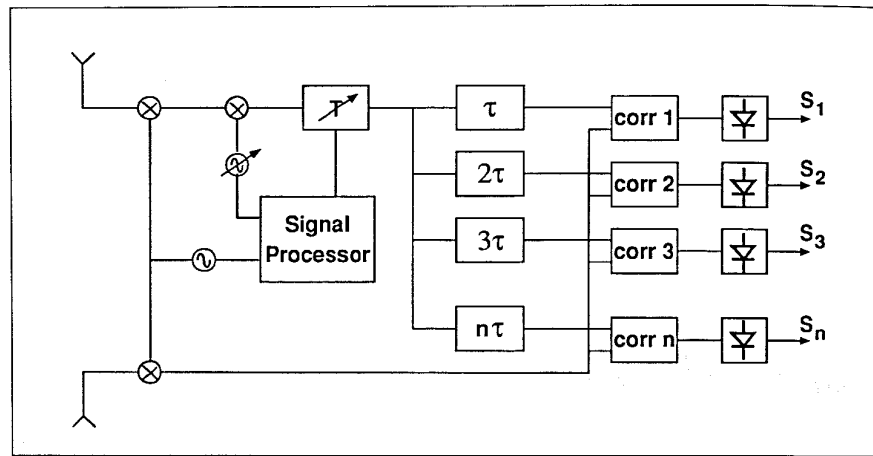 T
τ
corr 1
S1
2τ
corr 2
S2
Signal
Processor
3τ
corr 3
S3
nτ
corr n
Sn